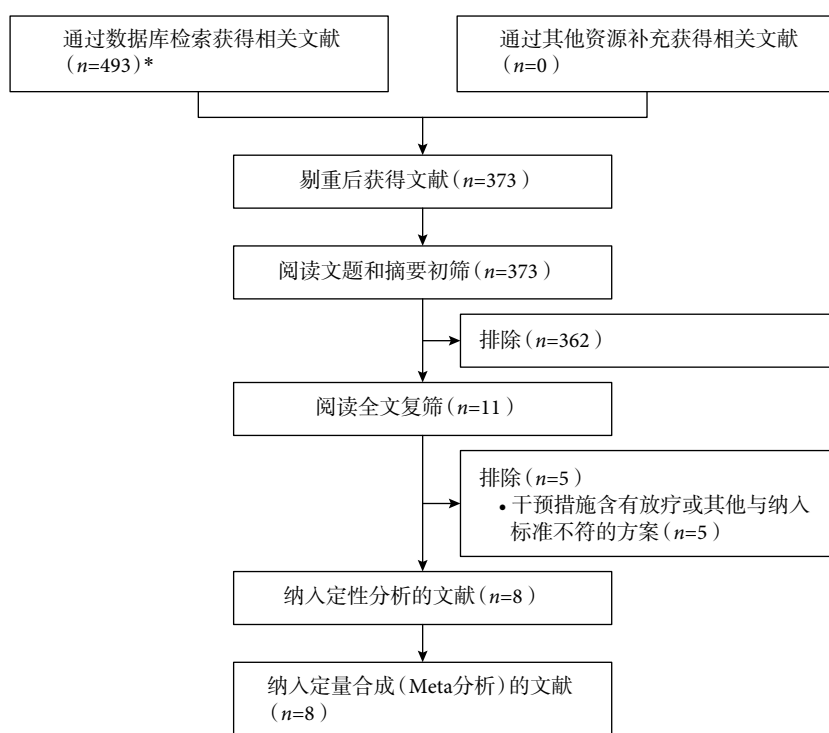 通过数据库检索获得相关文献
（n=493）*
通过其他资源补充获得相关文献
（n=0）
剔重后获得文献（n=373）
阅读文题和摘要初筛（n=373）
排除（n=362）
阅读全文复筛（n=11）
排除（n=5）
• 干预措施含有放疗或其他与纳入
标准不符的方案（n=5）
纳入定性分析的文献（n=8）
纳入定量合成（Meta分析）的文献
（n=8）